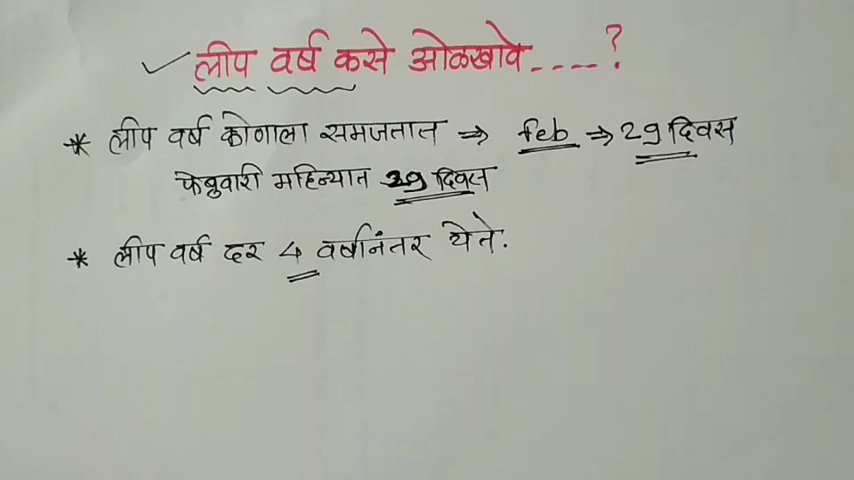 लीप वर्ष कसे ओळखावे.....?
* लीप वर्ष कोणाला समजतात ⇒ feb ⇒ 29 दिवस
फेब्रुवारी महिन्यात 29 दिवस
* लीप वर्ष दर 4 वर्षानंतर येते.